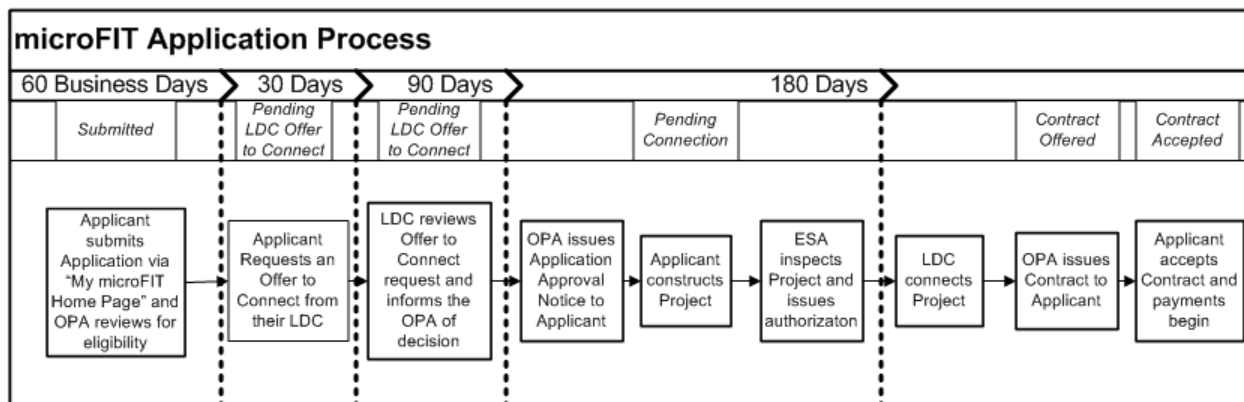 microFIT Application Process
60 Business Days
30 Days
90 Days
180 Days
Submitted
Pending
LDC Offer
to Connect
Pending
LDC Offer
to Connect
Pending
Connection
Contract
Offered
Contract
Accepted
Applicant
submits
Application via
“My microFIT
Home Page” and
OPA reviews for
eligibility
Applicant
Requests an
Offer to
Connect from
their LDC
LDC reviews
Offer to
Connect
request and
informs the
OPA of
decision
OPA issues
Application
Approval
Notice to
Applicant
Applicant
constructs
Project
ESA
inspects
Project and
issues
authorizaton
LDC
connects
Project
OPA issues
Contract to
Applicant
Applicant
accepts
Contract and
payments
begin